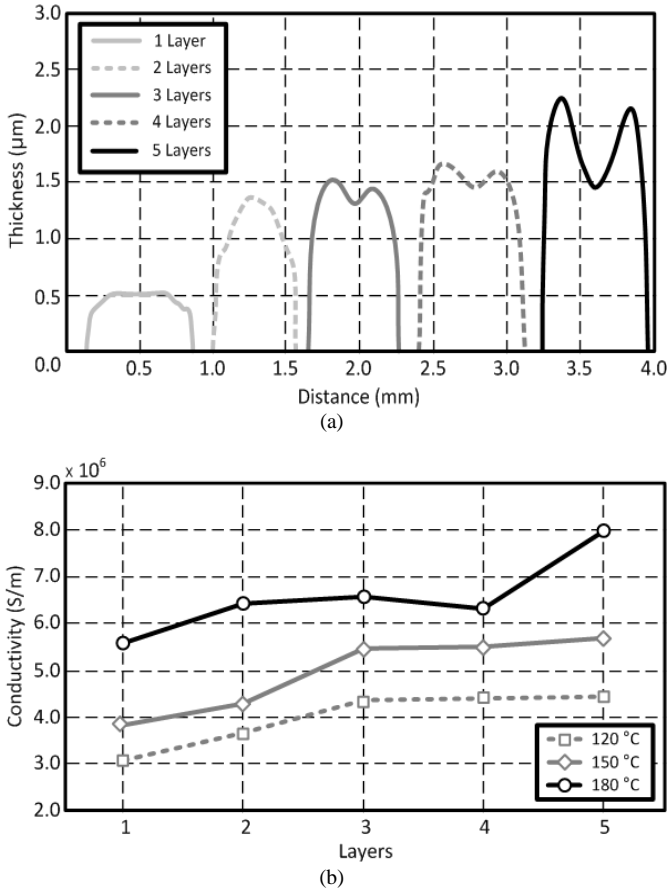 3.0
2.5
2.0
1.5
1.0
0.5
0.0
Thickness (µm)
1 Layer
2 Layers
3 Layers
4 Layers
5 Layers
0.5 1.0 1.5 2.0 2.5 3.0 3.5 4.0
Distance (mm)
(a)
x 10⁶
9.0
8.0
7.0
6.0
5.0
4.0
3.0
2.0
Conductivity (S/m)
120 °C
150 °C
180 °C
1 2 3 4 5
Layers
(b)